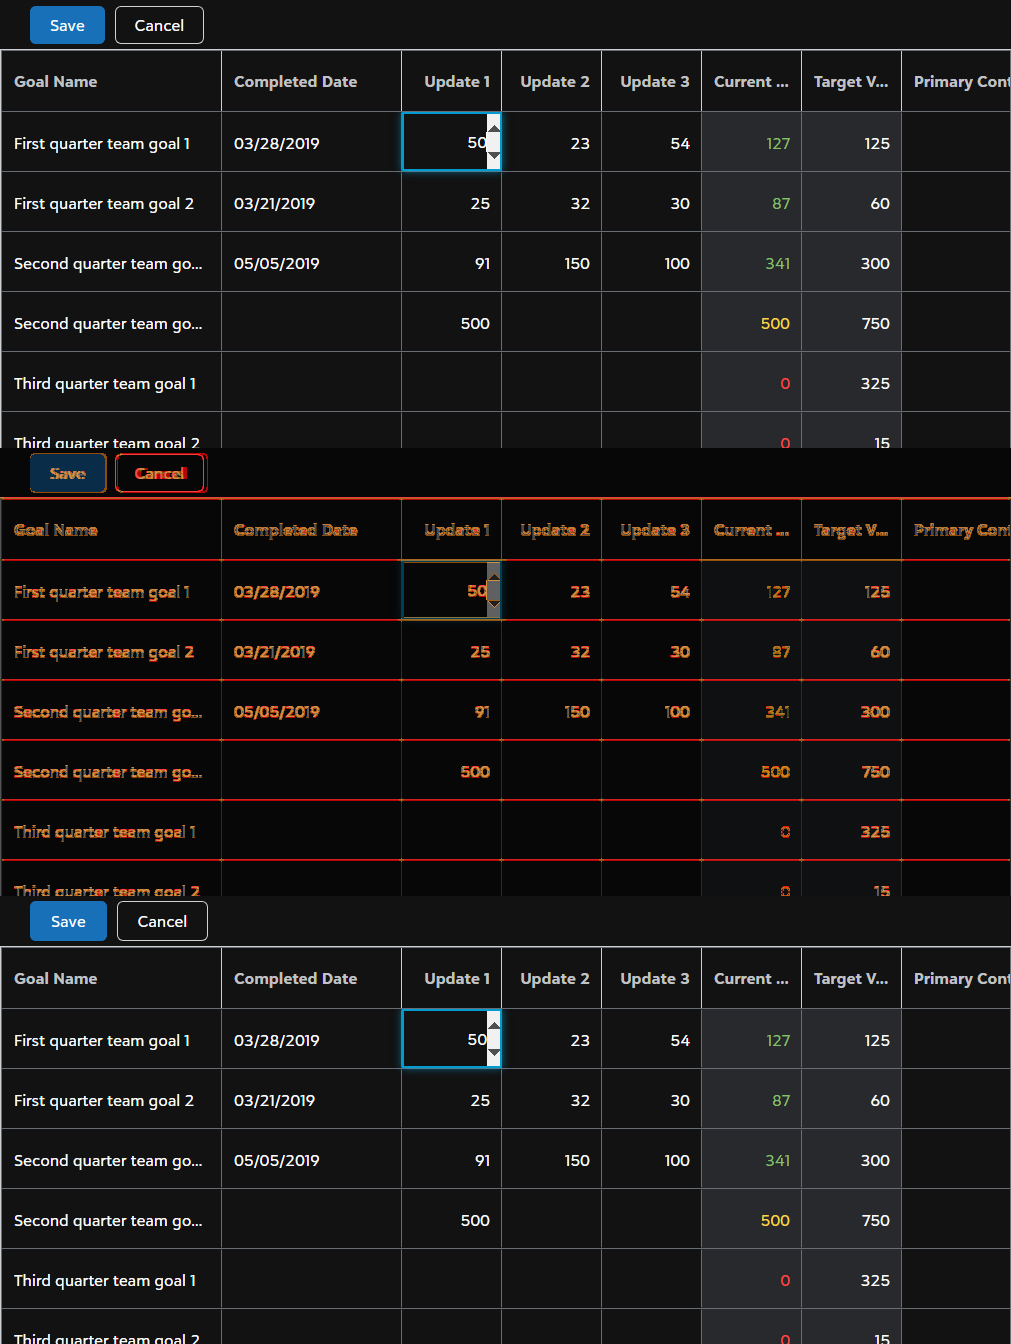 Save Cancel
Goal Name Completed Date Update 1 Update 2 Update 3 Current ... Target V... Primary Cont
First quarter team goal 1 03/28/2019 50 23 54 127 125
First quarter team goal 2 03/21/2019 25 32 30 87 60
Second quarter team go... 05/05/2019 91 150 100 341 300
Second quarter team go... 500 500 750
Third quarter team goal 1 0 325
Third quarter team goal 2 0 15
Save Cancel
Goal Name Completed Date Update 1 Update 2 Update 3 Current ... Target V... Primary Cont
First quarter team goal 1 03/28/2019 50 23 54 127 125
First quarter team goal 2 03/21/2019 25 32 30 87 60
Second quarter team go... 05/05/2019 91 150 100 341 300
Second quarter team go... 500 500 750
Third quarter team goal 1 0 325
Third quarter team goal 2 0 15
Save Cancel
Goal Name Completed Date Update 1 Update 2 Update 3 Current ... Target V... Primary Cont
First quarter team goal 1 03/28/2019 50 23 54 127 125
First quarter team goal 2 03/21/2019 25 32 30 87 60
Second quarter team go... 05/05/2019 91 150 100 341 300
Second quarter team go... 500 500 750
Third quarter team goal 1 0 325
Third quarter team goal 2 0 15